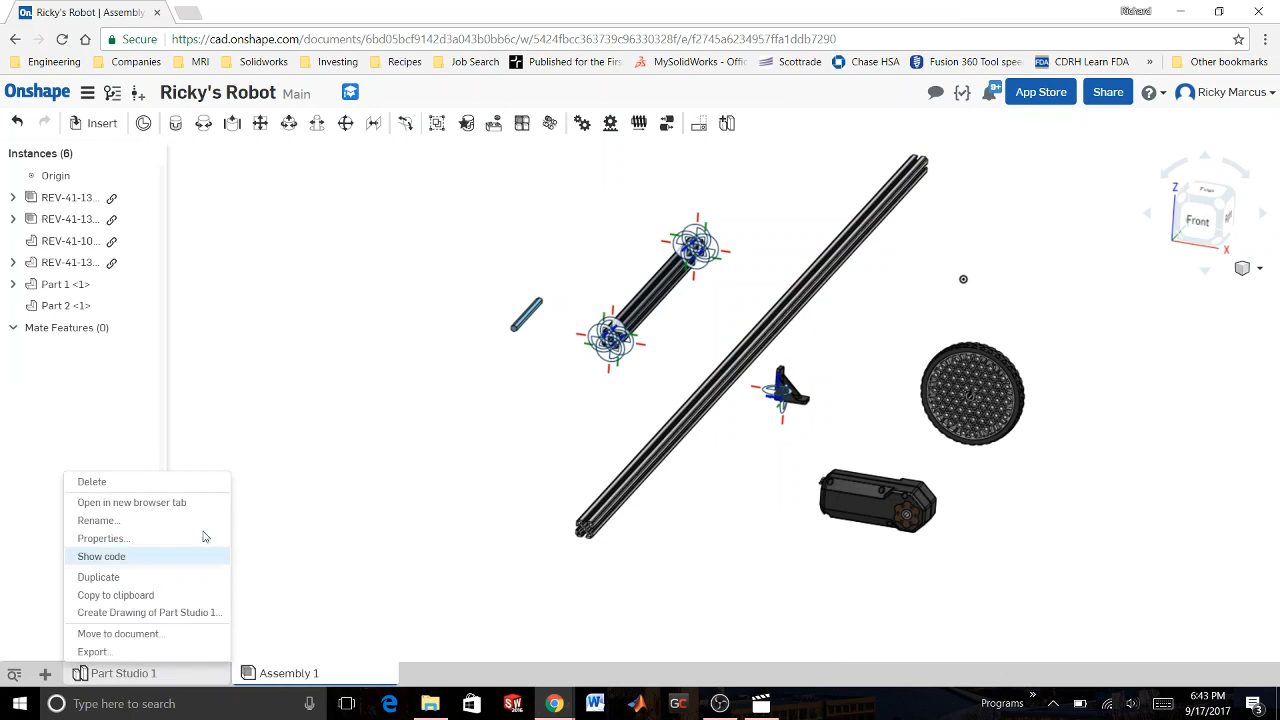 Ricky's Robot | Assembly
Richard
Secure https://cad.onshape.com/documents/6bd05bcf9142d3a043b0bb6c/w/5424fbcc363739c96330328f/e/f2745a6234957ffa1ddb7290
Engineering Companies MRI Solidworks Investing Recipes Job Search Published for the Firs MySolidWorks - Offi Scottrade Chase HSA Fusion 360 Tool spee CDRH Learn FDA » Other bookmarks
Onshape Ricky's Robot Main App Store Share Ricky Marcus
Insert
Instances (6)
Origin
REV-41-13...
REV-41-13...
REV-41-10...
REV-41-13...
Part 1 <1>
Part 2 <1>
Mate Features (0)
Z
Front
X
Delete
Open in new browser tab
Rename...
Properties...
Show code
Duplicate
Copy to clipboard
Create Drawing of Part Studio 1...
Move to document...
Export...
Part Studio 1
Assembly 1
Type here to search
Programs
»
6:43 PM
9/17/2017